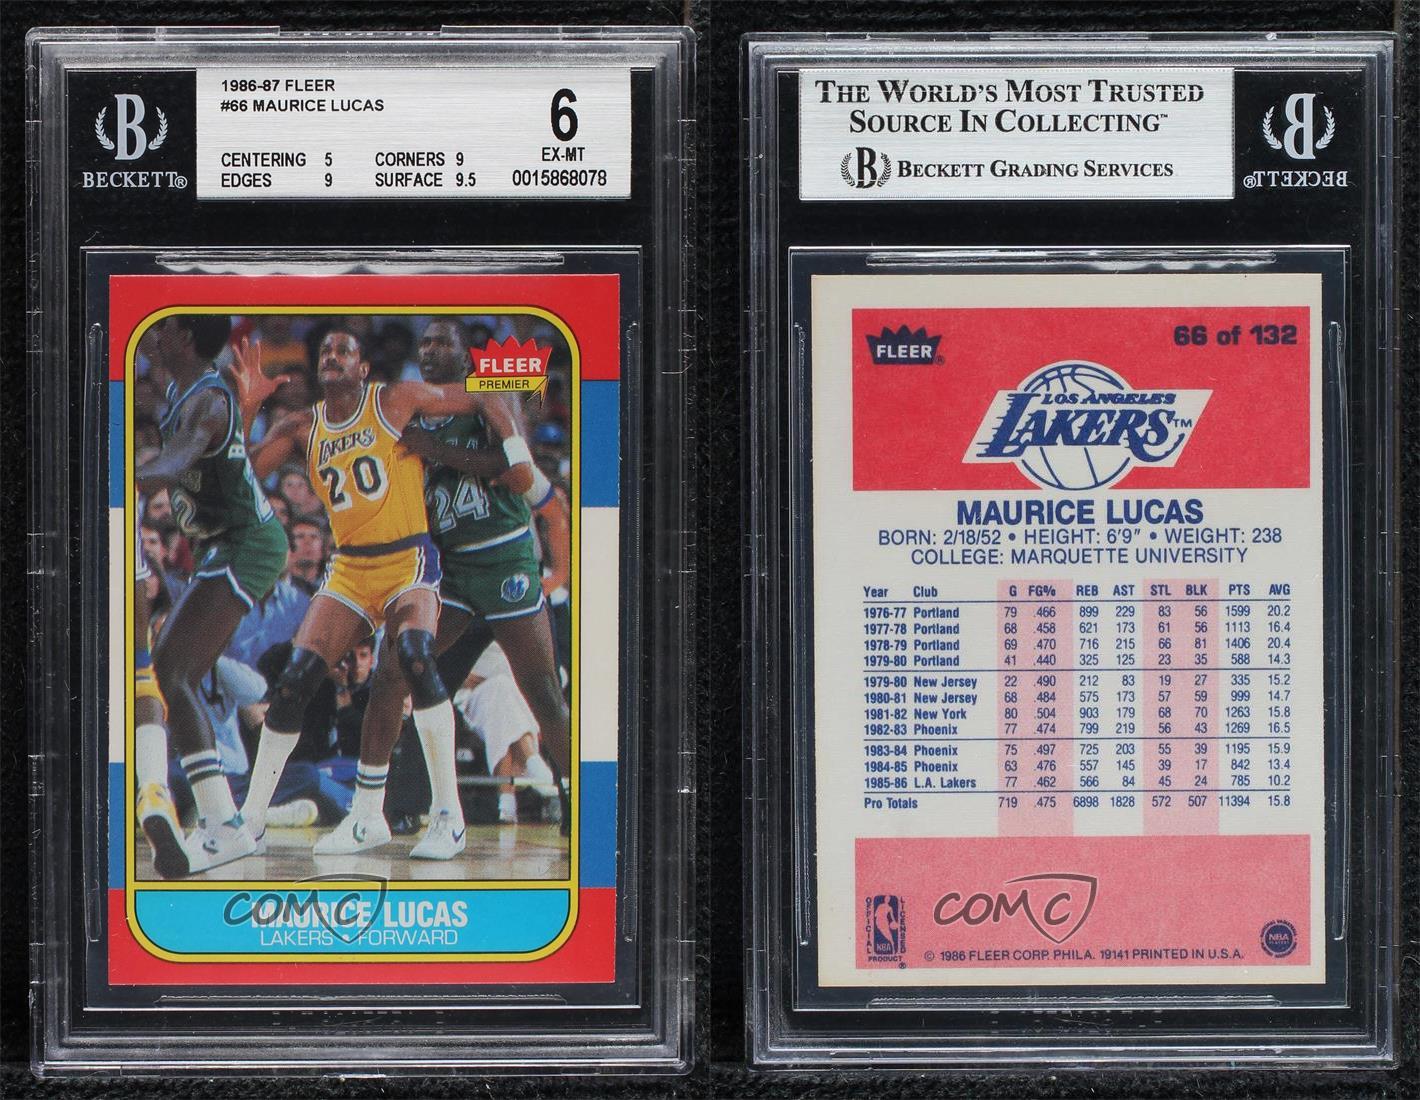 1986-87 FLEER
#66 MAURICE LUCAS
6
EX-MT
CENTERING 5 CORNERS 9
EDGES 9 SURFACE 9.5
0015868078
B
BECKETT®
FLEER
PREMIER
LAKERS
20
24
2
MAURICE LUCAS
LAKERS FORWARD
COMC
THE WORLD'S MOST TRUSTED
SOURCE IN COLLECTING™
B BECKETT GRADING SERVICES
B
BECKETT®
FLEER®
66 of 132
LOS ANGELES
LAKERS™
MAURICE LUCAS
BORN: 2/18/52 • HEIGHT: 6'9" • WEIGHT: 238
COLLEGE: MARQUETTE UNIVERSITY
Year Club G FG% REB AST STL BLK PTS AVG
1976-77 Portland 79 .466 899 229 83 56 1599 20.2
1977-78 Portland 68 .458 621 173 61 56 1113 16.4
1978-79 Portland 69 .470 716 215 66 81 1406 20.4
1979-80 Portland 41 .440 325 125 23 35 588 14.3
1979-80 New Jersey 22 .490 212 83 19 27 335 15.2
1980-81 New Jersey 68 .484 575 173 57 59 999 14.7
1981-82 New York 80 .504 903 179 68 70 1263 15.8
1982-83 Phoenix 77 .474 799 219 56 43 1269 16.5
1983-84 Phoenix 75 .497 725 203 55 39 1195 15.9
1984-85 Phoenix 63 .476 557 145 39 17 842 13.4
1985-86 L.A. Lakers 77 .462 566 84 45 24 785 10.2
Pro Totals 719 .475 6898 1828 572 507 11394 15.8
OFFICIAL
LICENSED
NBA
PRODUCT®
COMC
NBA
© 1986 FLEER CORP. PHILA. 19141 PRINTED IN U.S.A.